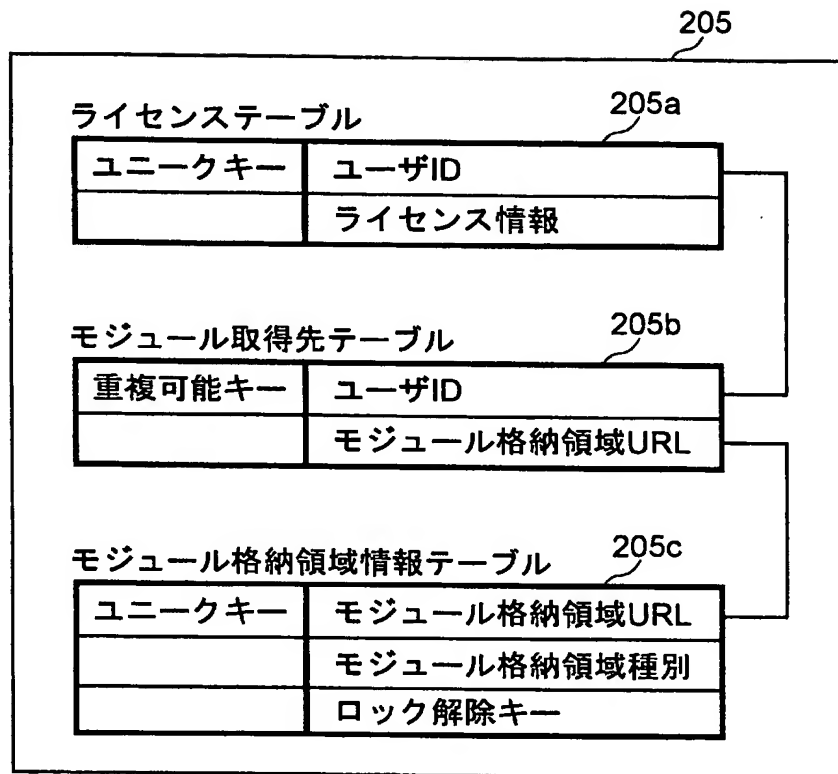 205
ライセンステーブル 205a
ユニークキー ユーザID
ライセンス情報
モジュール取得先テーブル 205b
重複可能キー ユーザID
モジュール格納領域URL
モジュール格納領域情報テーブル 205c
ユニークキー モジュール格納領域URL
モジュール格納領域種別
ロック解除キー